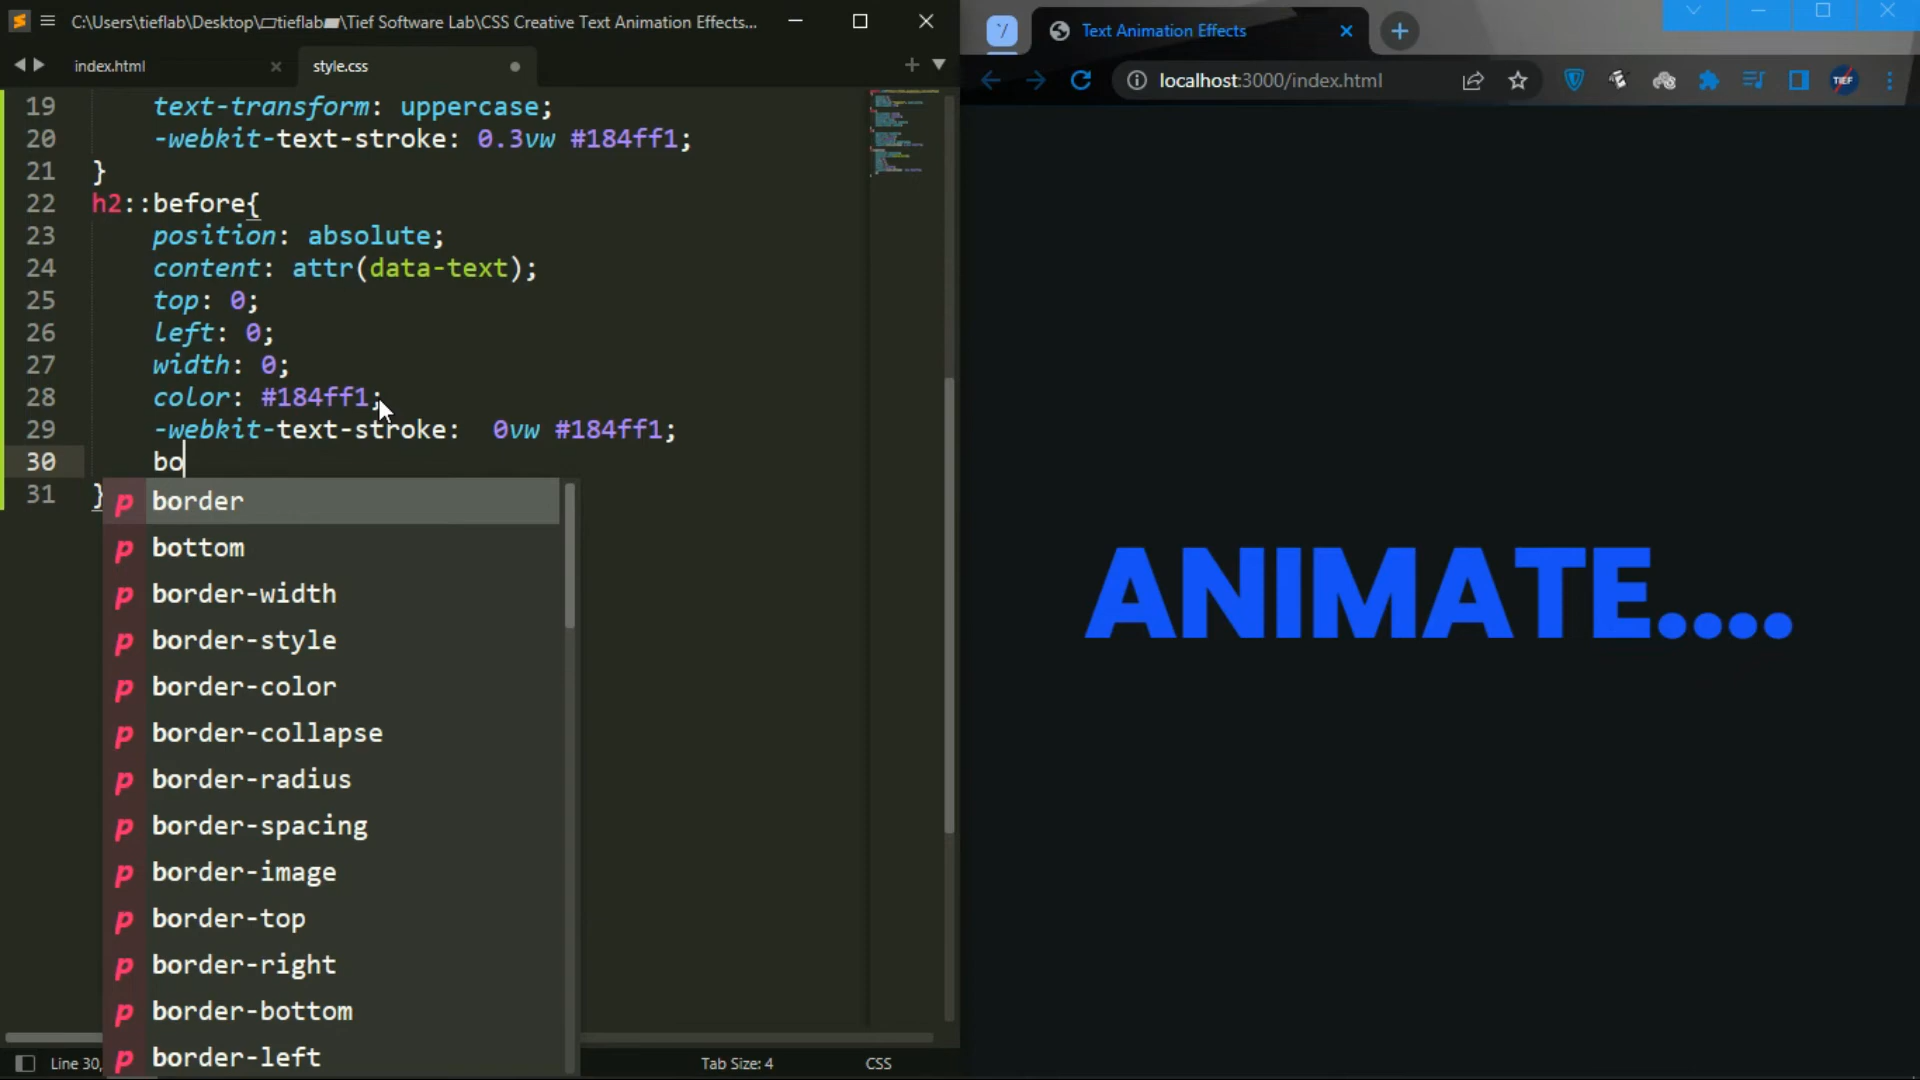 C:\Users\tieflab\Desktop\▭tieflab▰\Tief Software Lab\CSS Creative Text Animation Effects...
index.html
style.css
19 text-transform: uppercase;
20 -webkit-text-stroke: 0.3vw #184ff1;
21 }
22 h2::before{
23 position: absolute;
24 content: attr(data-text);
25 top: 0;
26 left: 0;
27 width: 0;
28 color: #184ff1;
29 -webkit-text-stroke:  0vw #184ff1;
30 bo
31 }
p border
p bottom
p border-width
p border-style
p border-color
p border-collapse
p border-radius
p border-spacing
p border-image
p border-top
p border-right
p border-bottom
p border-left
Line 30,
Tab Size: 4
CSS
Text Animation Effects
localhost:3000/index.html
TIEF
ANIMATE....